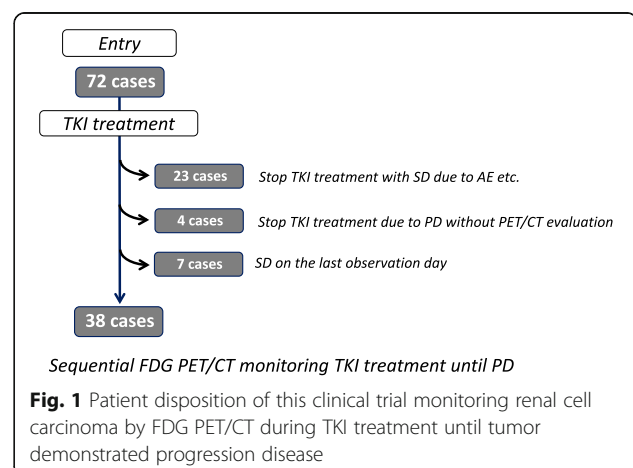 Entry
72 cases
TKI treatment
23 cases Stop TKI treatment with SD due to AE etc.
4 cases Stop TKI treatment due to PD without PET/CT evaluation
7 cases SD on the last observation day
38 cases
Sequential FDG PET/CT monitoring TKI treatment until PD
Fig. 1 Patient disposition of this clinical trial monitoring renal cell
carcinoma by FDG PET/CT during TKI treatment until tumor
demonstrated progression disease